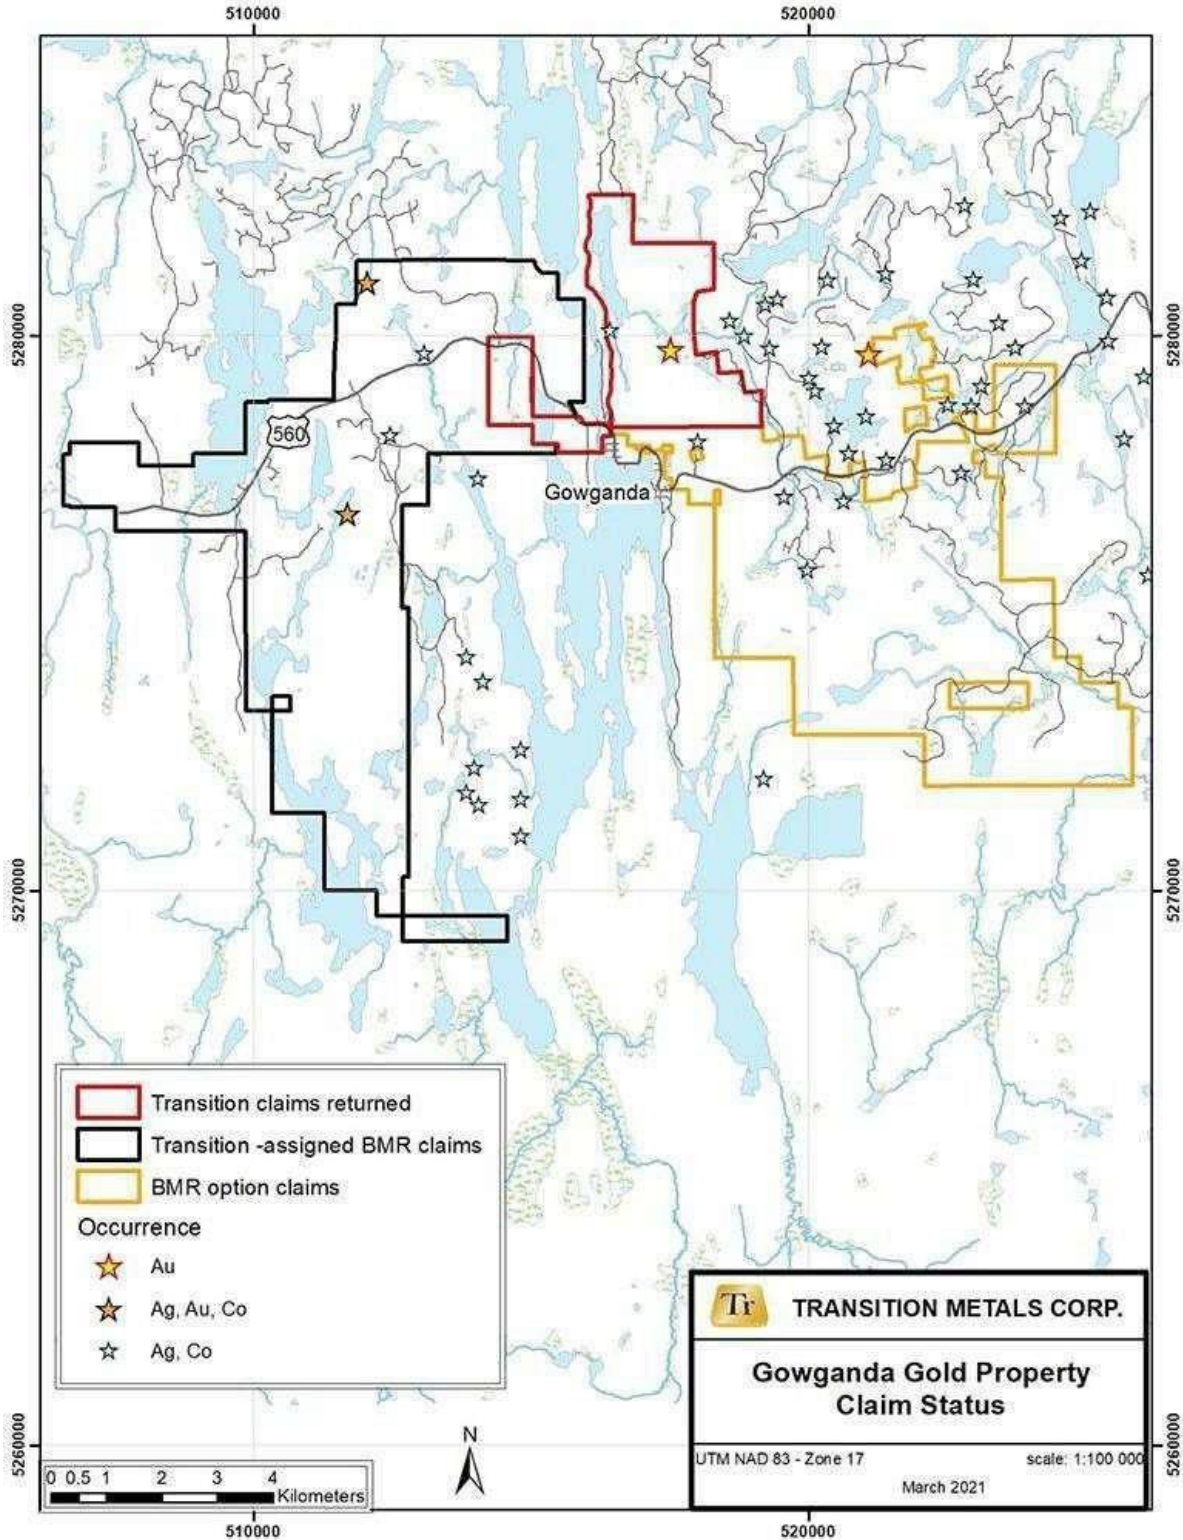 510000
520000
5280000
5280000
560
Gowganda
5270000
5270000
Transition claims returned
Transition -assigned BMR claims
BMR option claims
Occurrence
Au
Ag, Au, Co
Ag, Co
Tr
TRANSITION METALS CORP.
Gowganda Gold Property
Claim Status
5260000
5260000
N
UTM NAD 83 - Zone 17
scale: 1:100 000
0 0.5 1 2 3 4
Kilometers
March 2021
510000
520000